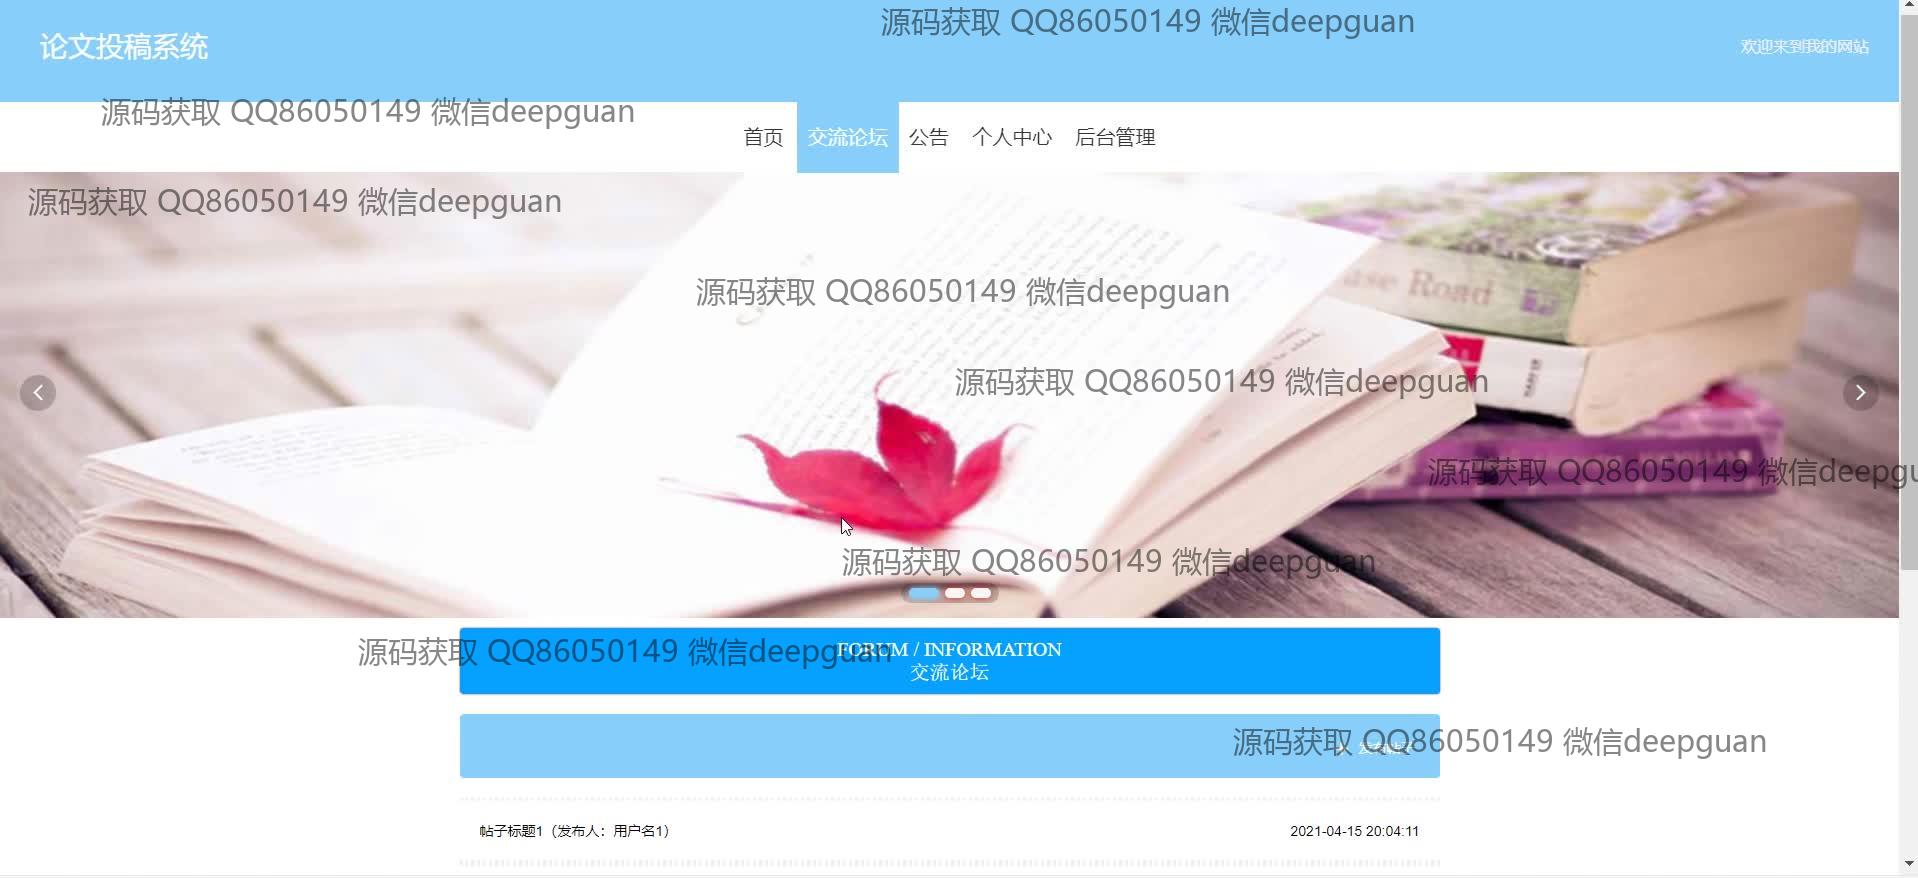 源码获取 QQ86050149 微信deepguan
论文投稿系统
欢迎来到我的网站
源码获取 QQ86050149 微信deepguan
首页 交流论坛 公告 个人中心 后台管理
源码获取 QQ86050149 微信deepguan
源码获取 QQ86050149 微信deepguan
Road
源码获取 QQ86050149 微信deepguan
源码获取 QQ86050149 微信deepgu
源码获取 QQ86050149 微信deepguan
源码获取 QQ86050149 微信deepguan
FORUM / INFORMATION
交流论坛
源码获取 QQ86050149 微信deepguan
发布帖子
帖子标题1（发布人：用户名1）
2021-04-15 20:04:11